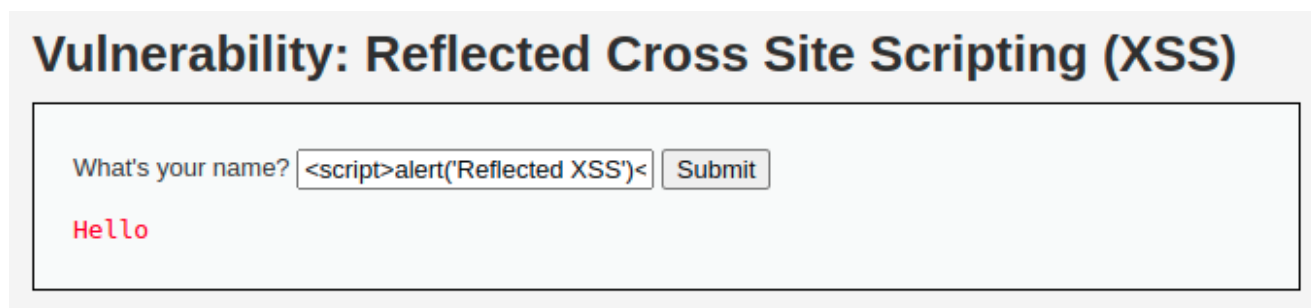 Vulnerability: Reflected Cross Site Scripting (XSS)
What's your name? <script>alert('Reflected XSS')< Submit
Hello